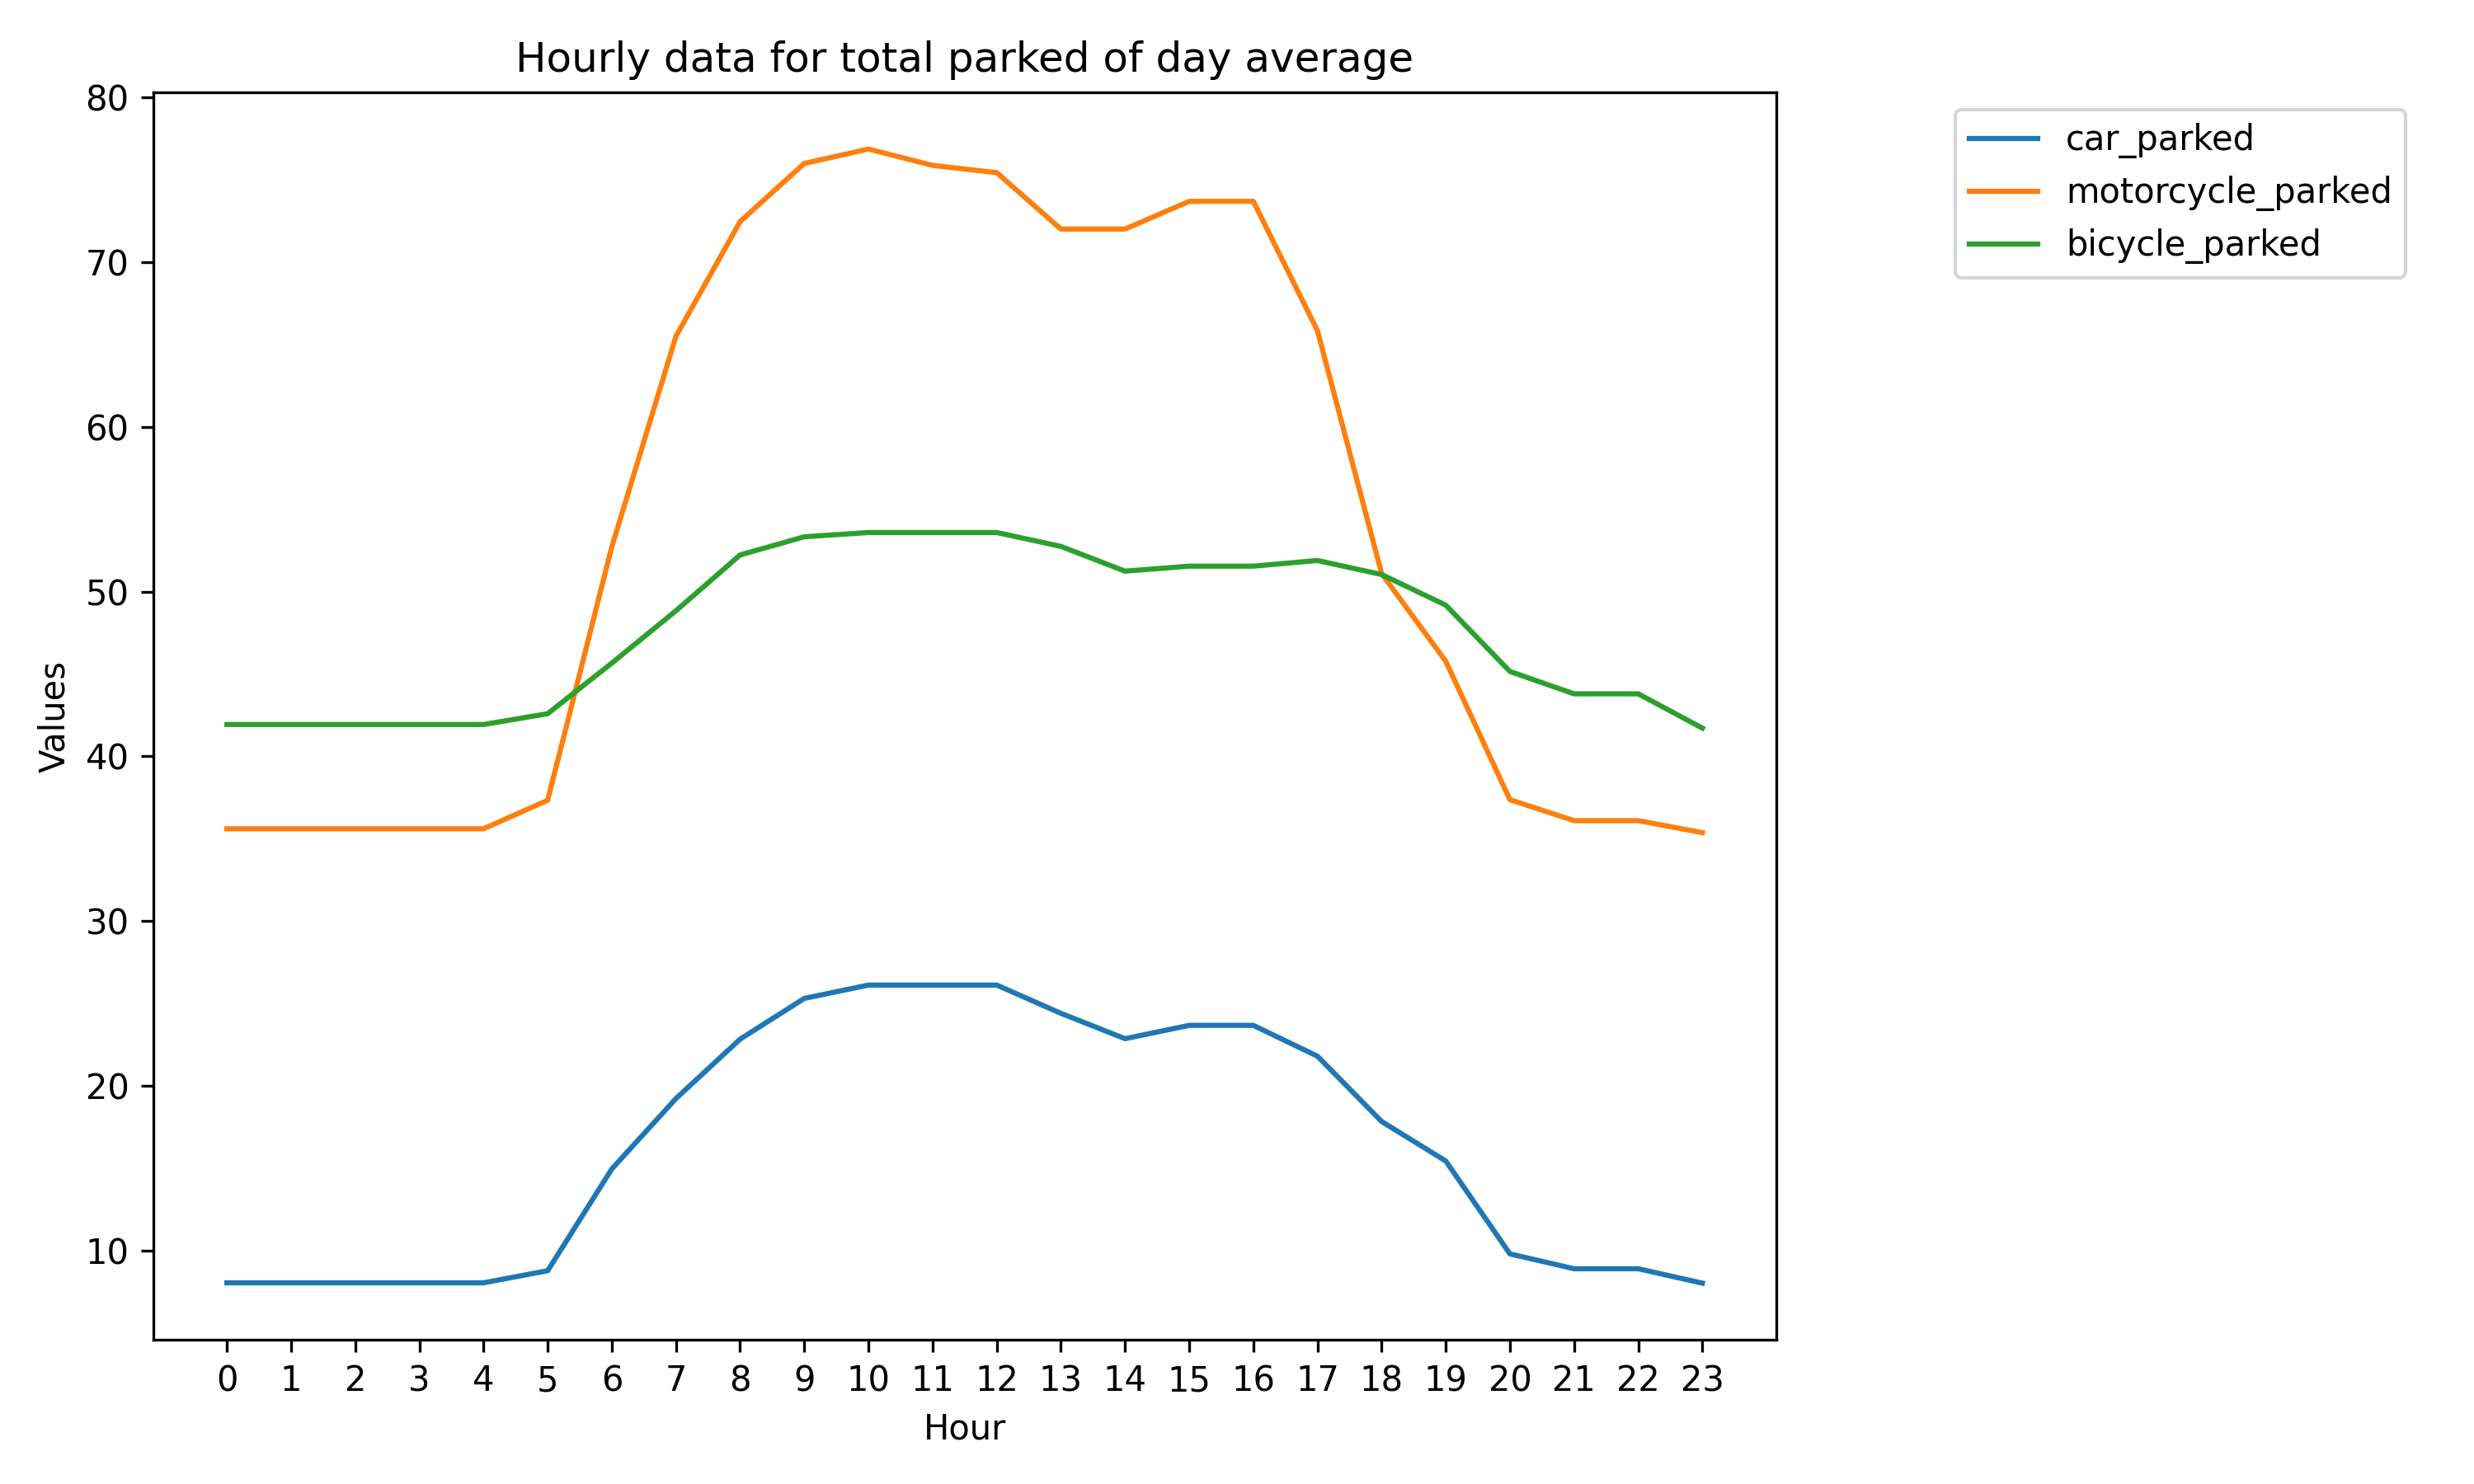 Hourly data for total parked of day average
car_parked
motorcycle_parked
bicycle_parked
80
70
60
50
40
30
20
10
Values
0 1 2 3 4 5 6 7 8 9 10 11 12 13 14 15 16 17 18 19 20 21 22 23
Hour